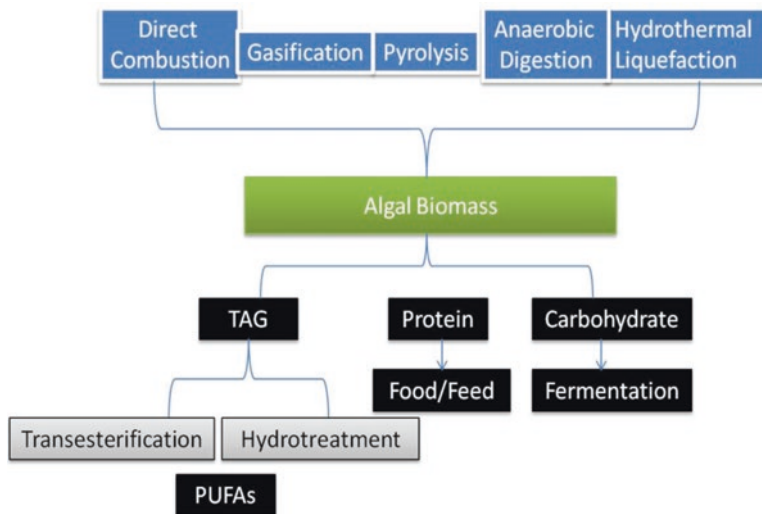 Direct
Combustion
Gasification
Pyrolysis
Anaerobic
Digestion
Hydrothermal
Liquefaction
Algal Biomass
TAG
Protein
Carbohydrate
Food/Feed
Fermentation
Transesterification
Hydrotreatment
PUFAs